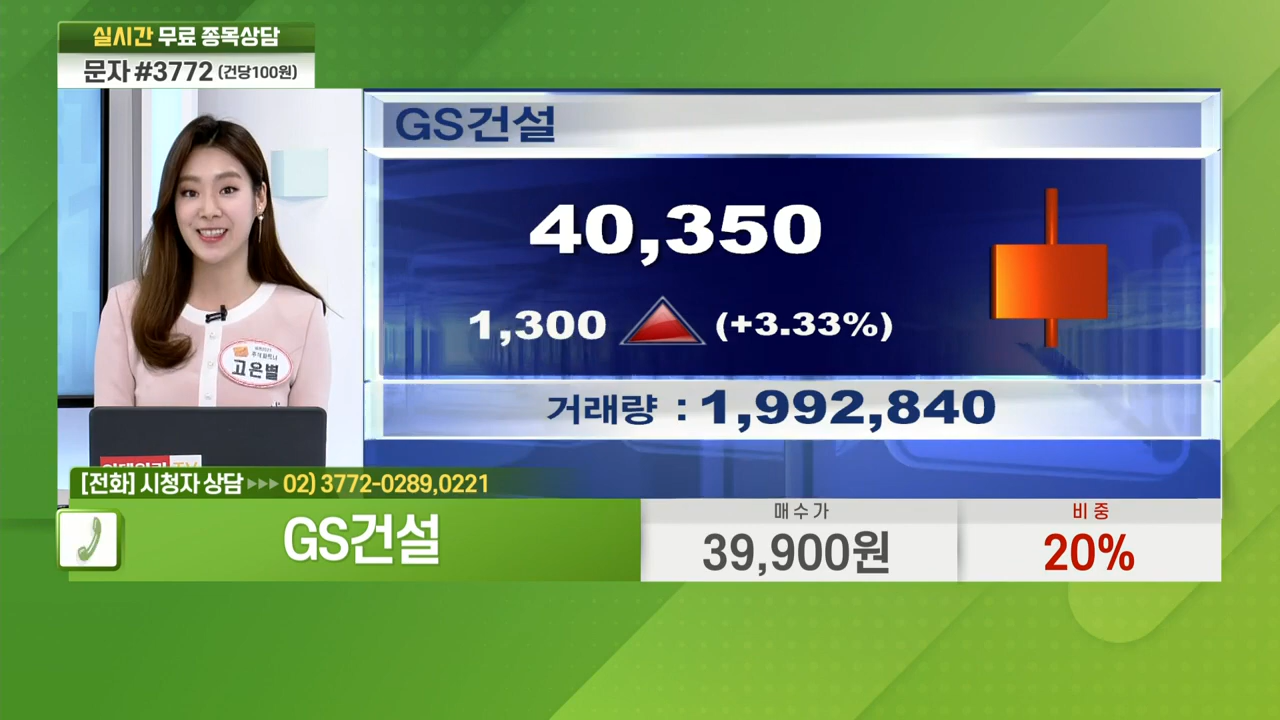 실시간 무료 종목상담
문자 #3772 (건당100원)
GS건설
40,350
1,300 ▲ (+3.33%)
거래량 : 1,992,840
고은별
[전화] 시청자 상담 ▹▹▹ 02) 3772-0289,0221
GS건설
매수가
39,900원
비중
20%